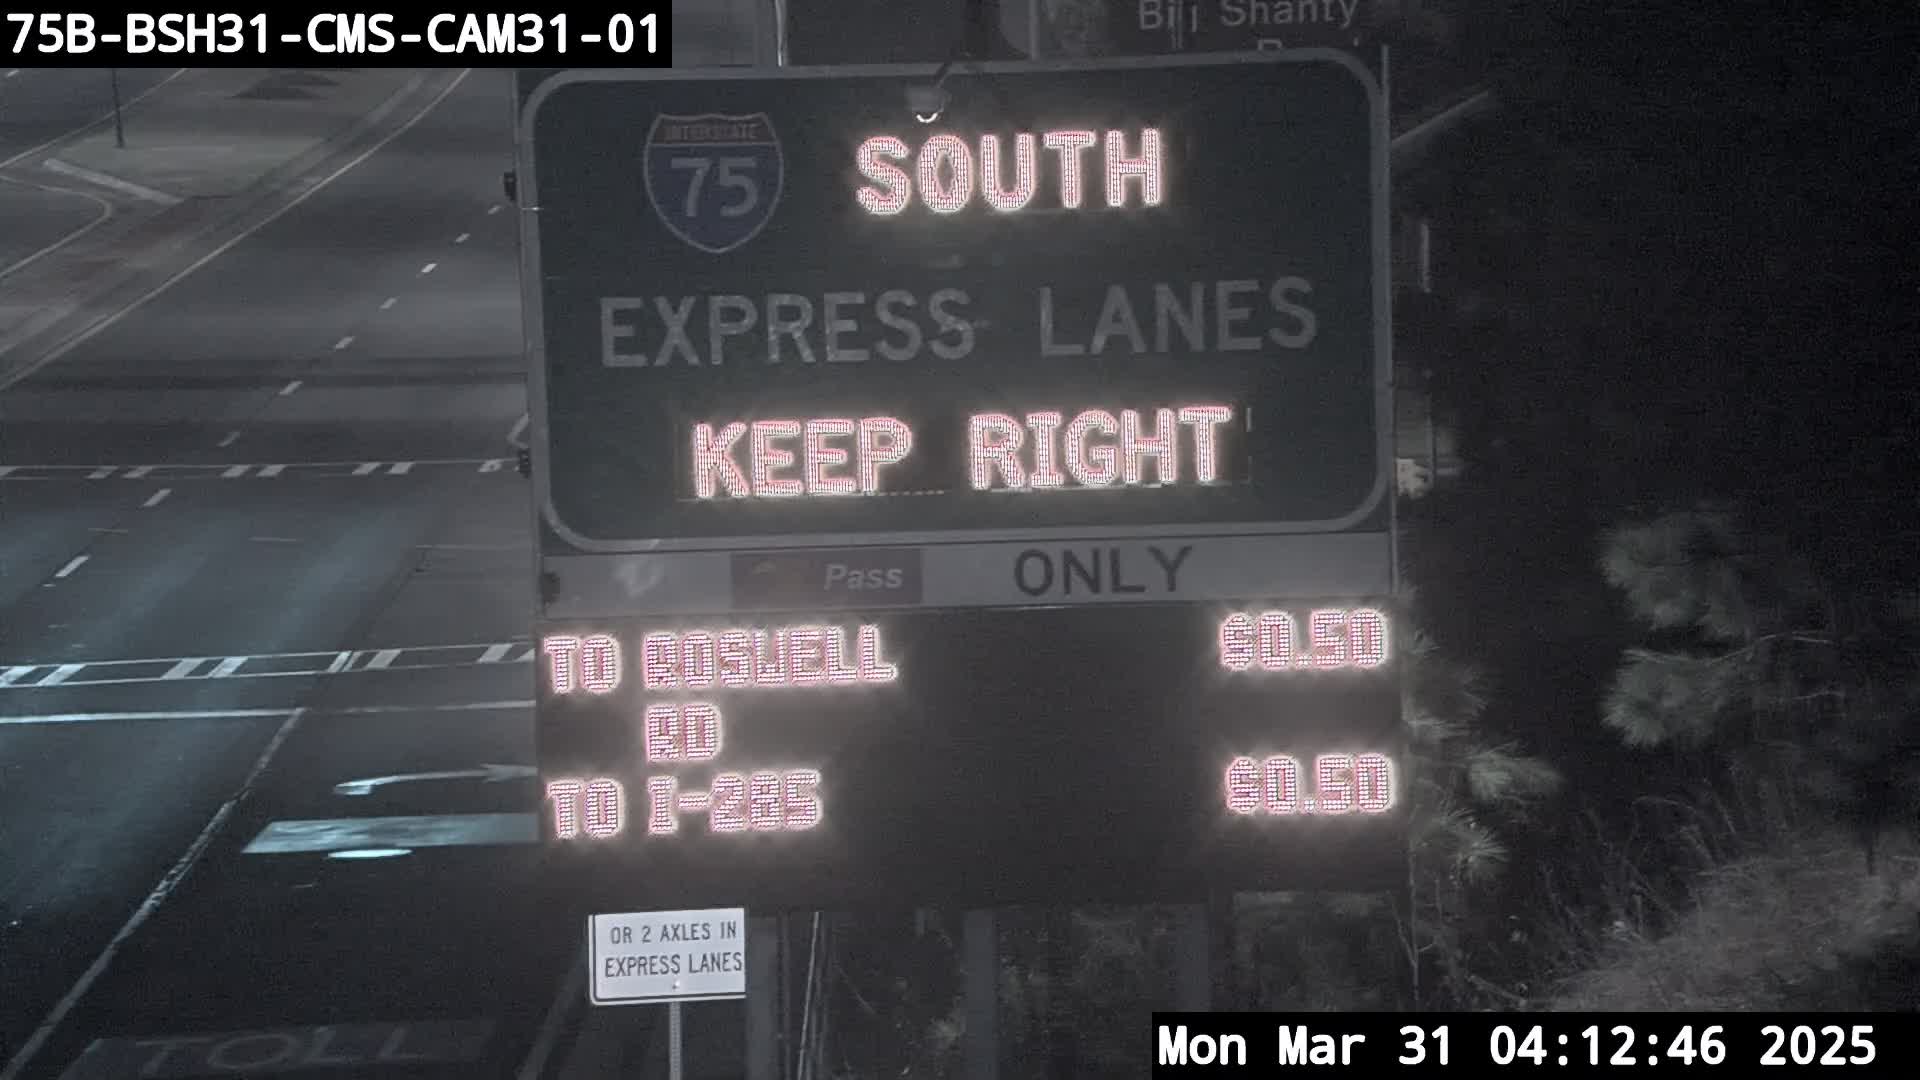 75B-BSH31-CMS-CAM31-01
Bill Shanty
INTERSTATE
75
SOUTH
EXPRESS LANES
KEEP RIGHT
Pass
ONLY
TO ROSWELL $0.50
RD
TO I-285 $0.50
OR 2 AXLES IN
EXPRESS LANES
TOLL
Mon Mar 31 04:12:46 2025